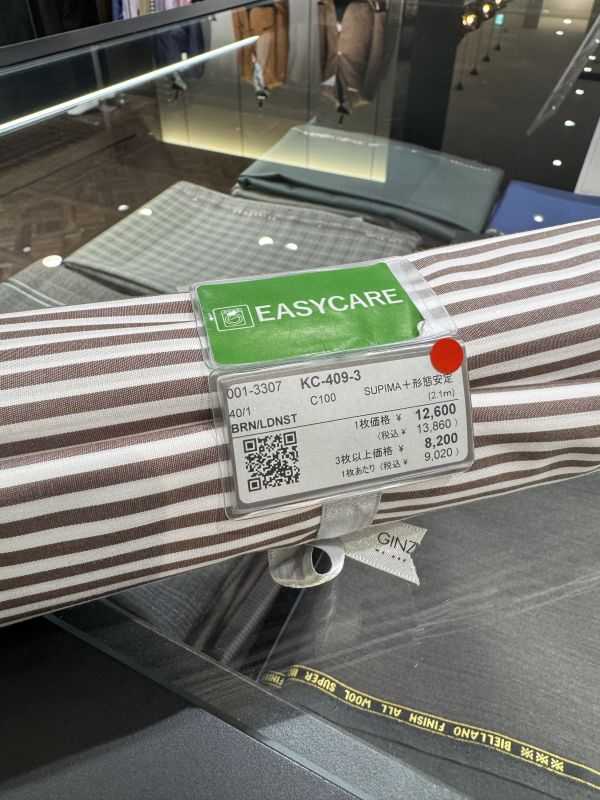 EASYCARE
001-3307 KC-409-3
40/1 C100 SUPIMA+形態安定
BRN/LDNST (2.1m)
1枚価格 ¥ 12,600
(税込 ¥ 13,860)
3枚以上価格 ¥ 8,200
1枚あたり (税込 ¥ 9,020)
GINZ
SUPER
BIELLANO FINISH ALL WOOL SUPER
FINISH